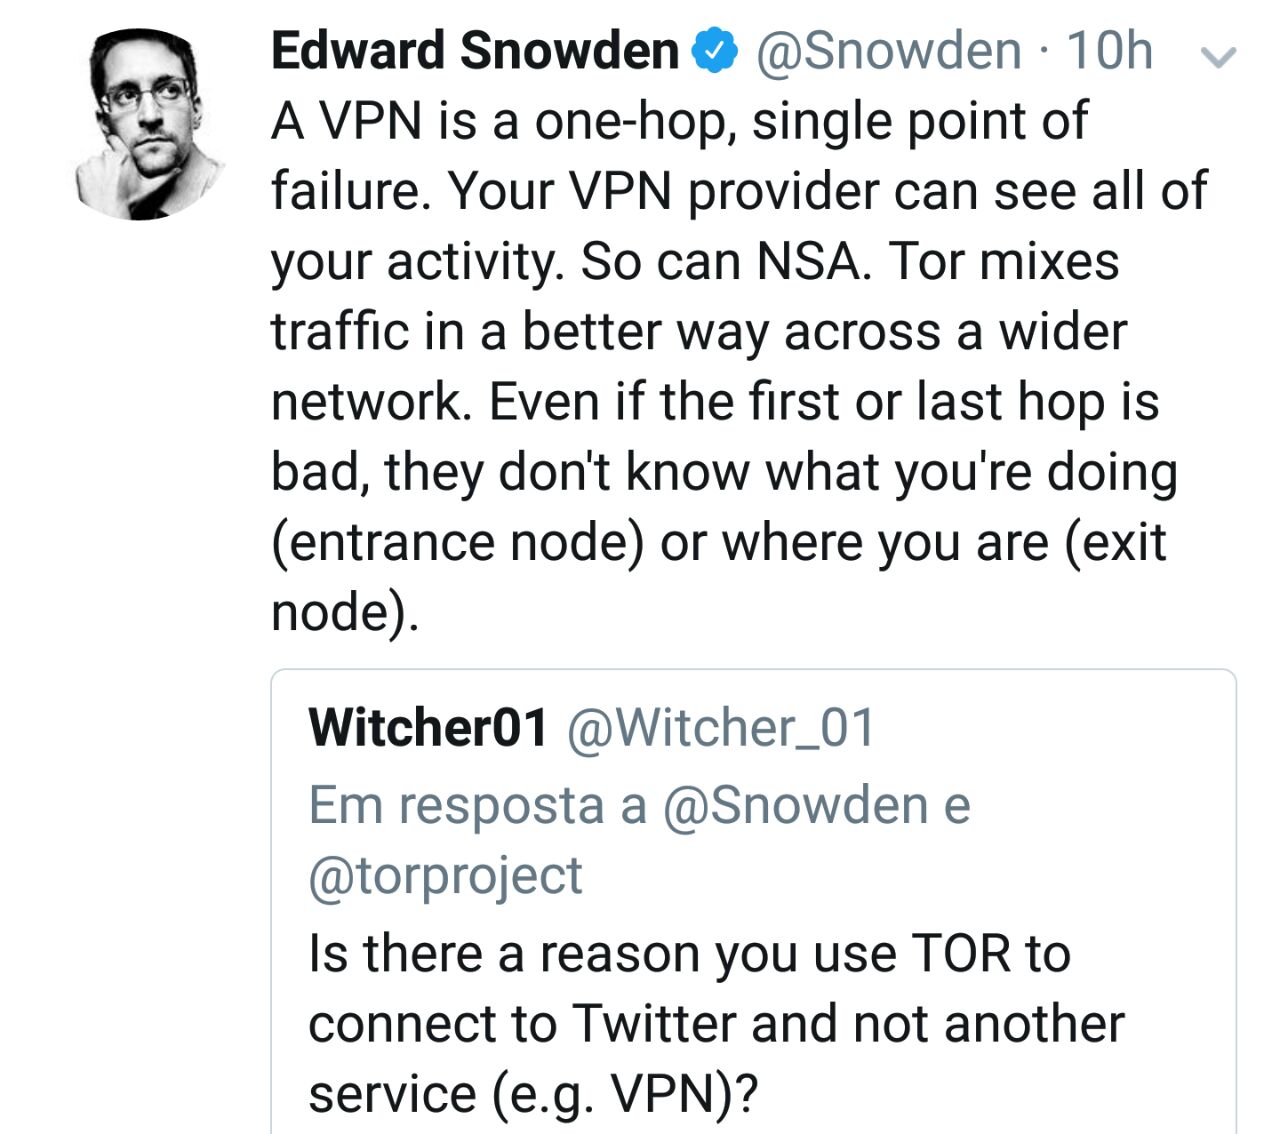 Edward Snowden @Snowden · 10h
A VPN is a one-hop, single point of
failure. Your VPN provider can see all of
your activity. So can NSA. Tor mixes
traffic in a better way across a wider
network. Even if the first or last hop is
bad, they don't know what you're doing
(entrance node) or where you are (exit
node).
Witcher01 @Witcher_01
Em resposta a @Snowden e
@torproject
Is there a reason you use TOR to
connect to Twitter and not another
service (e.g. VPN)?